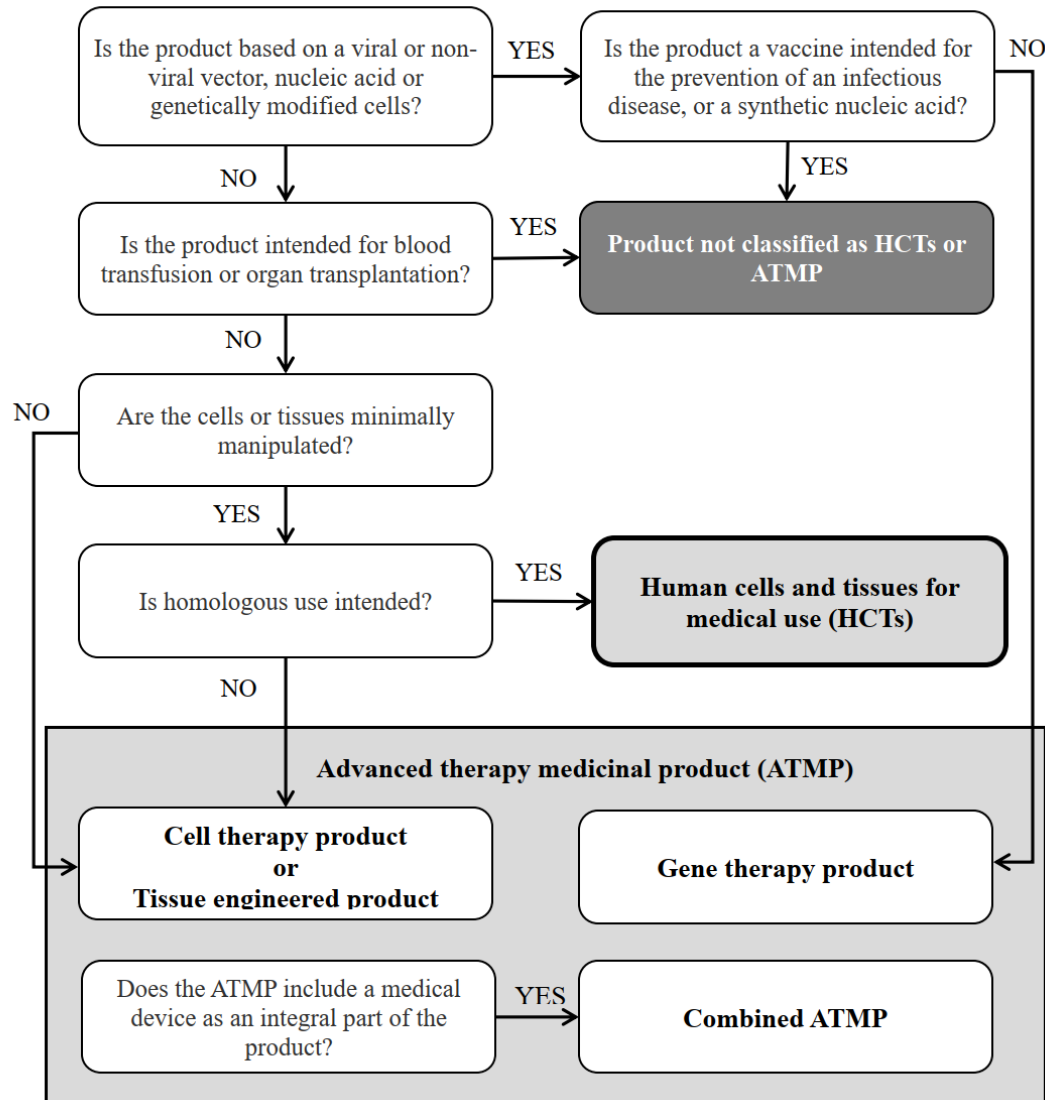 Is the product based on a viral or non-
viral vector, nucleic acid or
genetically modified cells?
YES
Is the product a vaccine intended for
the prevention of an infectious
disease, or a synthetic nucleic acid?
NO
NO
YES
Is the product intended for blood
transfusion or organ transplantation?
YES
Product not classified as HCTs or
ATMP
NO
NO
Are the cells or tissues minimally
manipulated?
YES
Is homologous use intended?
YES
Human cells and tissues for
medical use (HCTs)
NO
Advanced therapy medicinal product (ATMP)
Cell therapy product
or
Tissue engineered product
Gene therapy product
Does the ATMP include a medical
device as an integral part of the
product?
YES
Combined ATMP